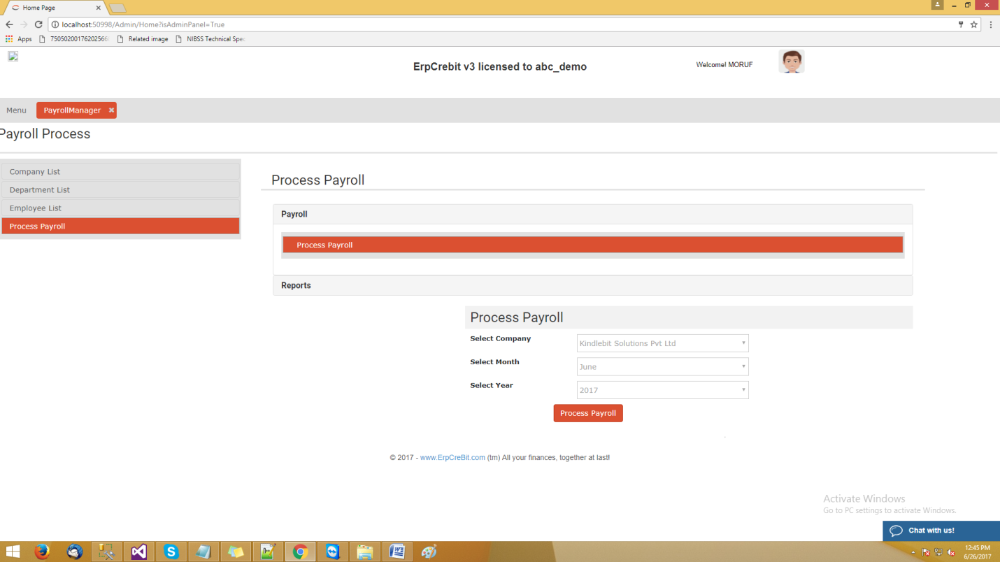 Home Page
localhost:50998/Admin/Home?isAdminPanel=True
Apps 7505020017620256 Related image NIBSS Technical Spec
ErpCrebit v3 licensed to abc_demo
Welcome! MORUF
Menu PayrollManager
Payroll Process
Company List
Department List
Employee List
Process Payroll
Process Payroll
Payroll
Process Payroll
Reports
Process Payroll
Select Company Kindlebit Solutions Pvt Ltd
Select Month June
Select Year 2017
Process Payroll
© 2017 - www.ErpCreBit.com (tm) All your finances, together at last!
Activate Windows
Go to PC settings to activate Windows.
Chat with us!
12:45 PM
6/26/2017